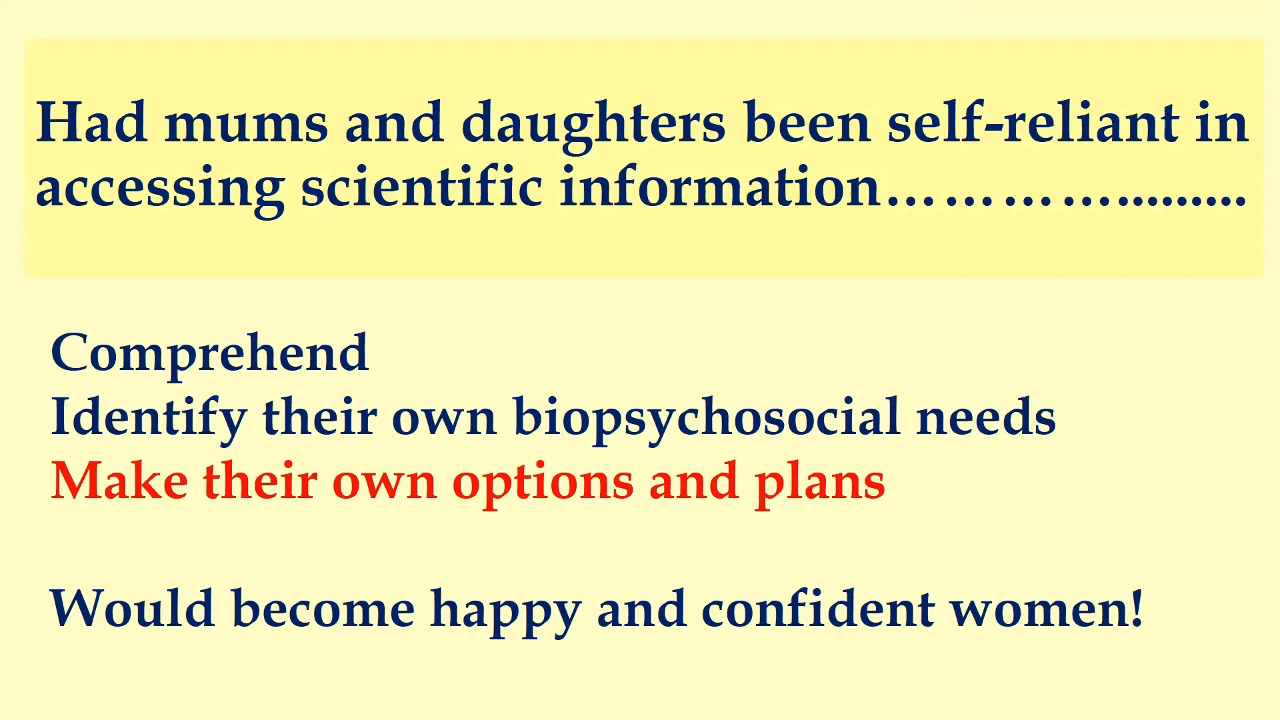 Had mums and daughters been self-reliant in
accessing scientific information………….........
Comprehend
Identify their own biopsychosocial needs
Make their own options and plans
Would become happy and confident women!